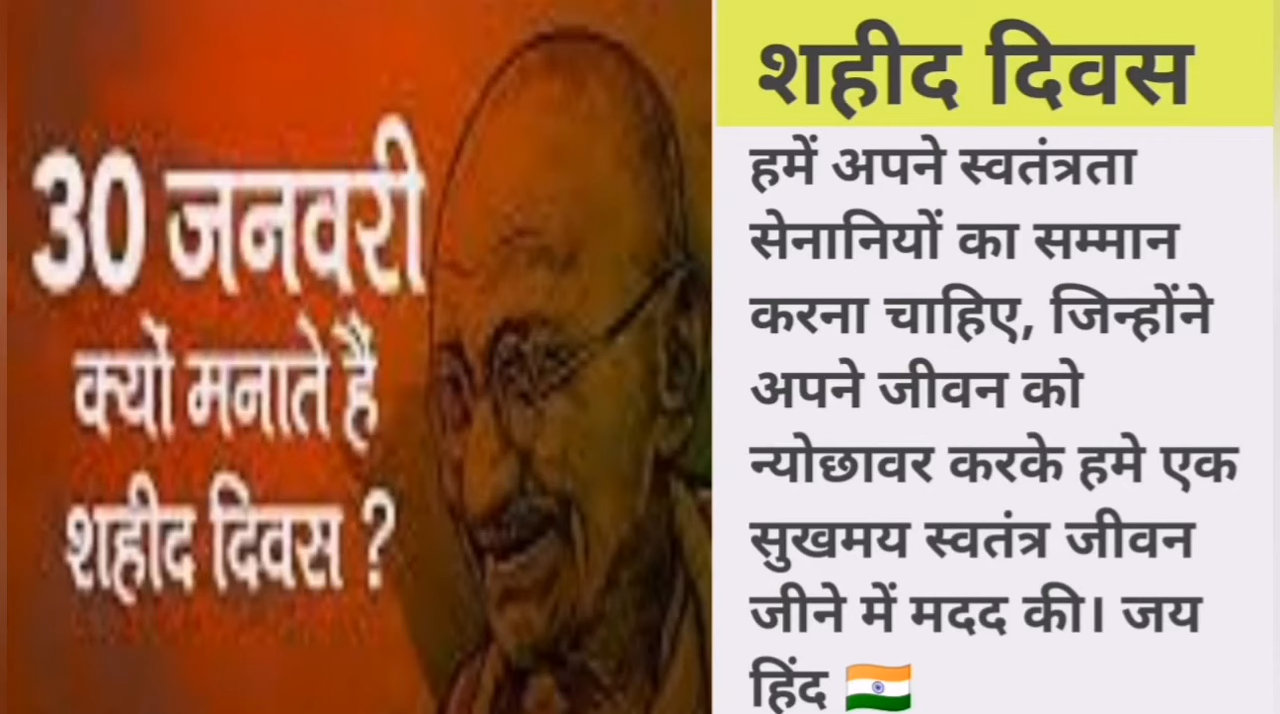 30 जनवरी
क्यों मनाते हैं
शहीद दिवस ?
शहीद दिवस
हमें अपने स्वतंत्रता
सेनानियों का सम्मान
करना चाहिए, जिन्होंने
अपने जीवन को
न्योछावर करके हमे एक
सुखमय स्वतंत्र जीवन
जीने में मदद की। जय
हिंद 🇮🇳